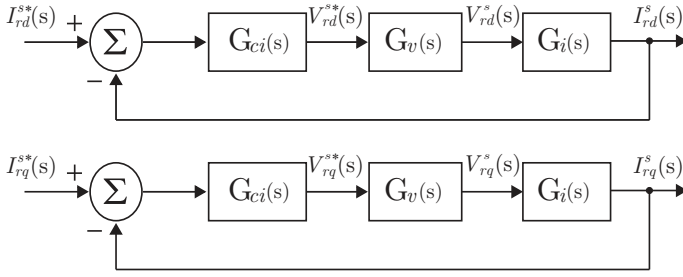 I_{rd}^{s*}(s) + Σ − G_{ci}(s) V_{rd}^{s*}(s) G_v(s) V_{rd}^{s}(s) G_i(s) I_{rd}^{s}(s)
I_{rq}^{s*}(s) + Σ − G_{ci}(s) V_{rq}^{s*}(s) G_v(s) V_{rq}^{s}(s) G_i(s) I_{rq}^{s}(s)